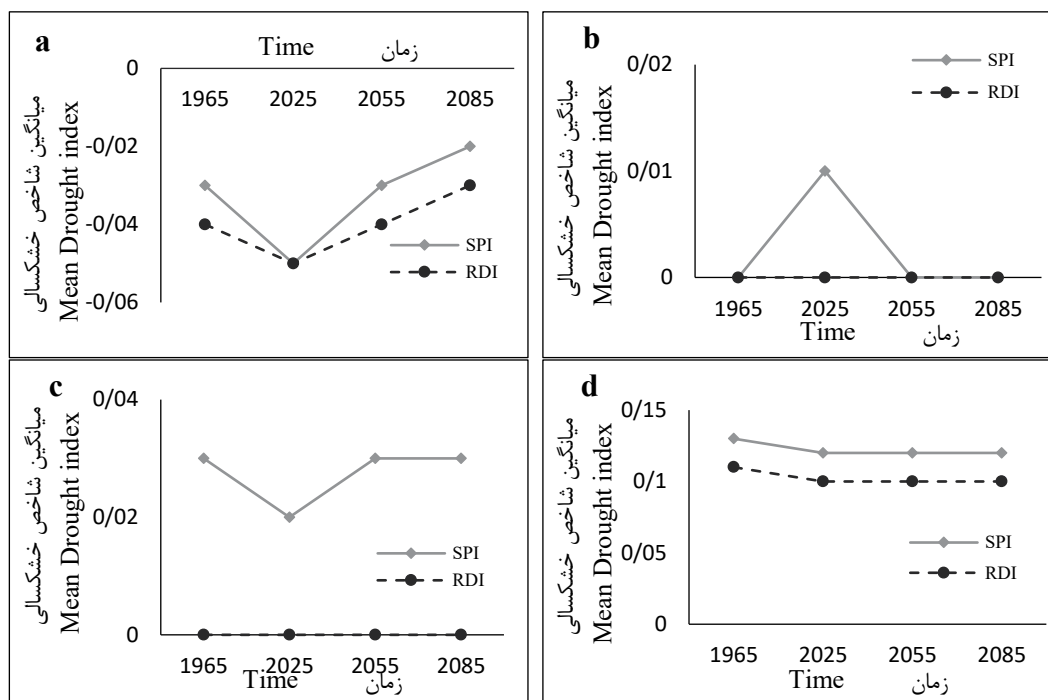 a
Time زمان
0
1965 2025 2055 2085
-0/02
-0/04
-0/06
میانگین شاخص خشکسالی
Mean Drought index
SPI
RDI
b
0/02
0/01
0
میانگین شاخص خشکسالی
Mean Drought index
SPI
RDI
1965 2025 2055 2085
Time زمان
c
0/04
0/02
0
میانگین شاخص خشکسالی
Mean Drought index
SPI
RDI
1965 2025 2055 2085
Time زمان
d
0/15
0/1
0/05
0
میانگین شاخص خشکسالی
Mean Drought index
SPI
RDI
1965 2025 2055 2085
Time زمان